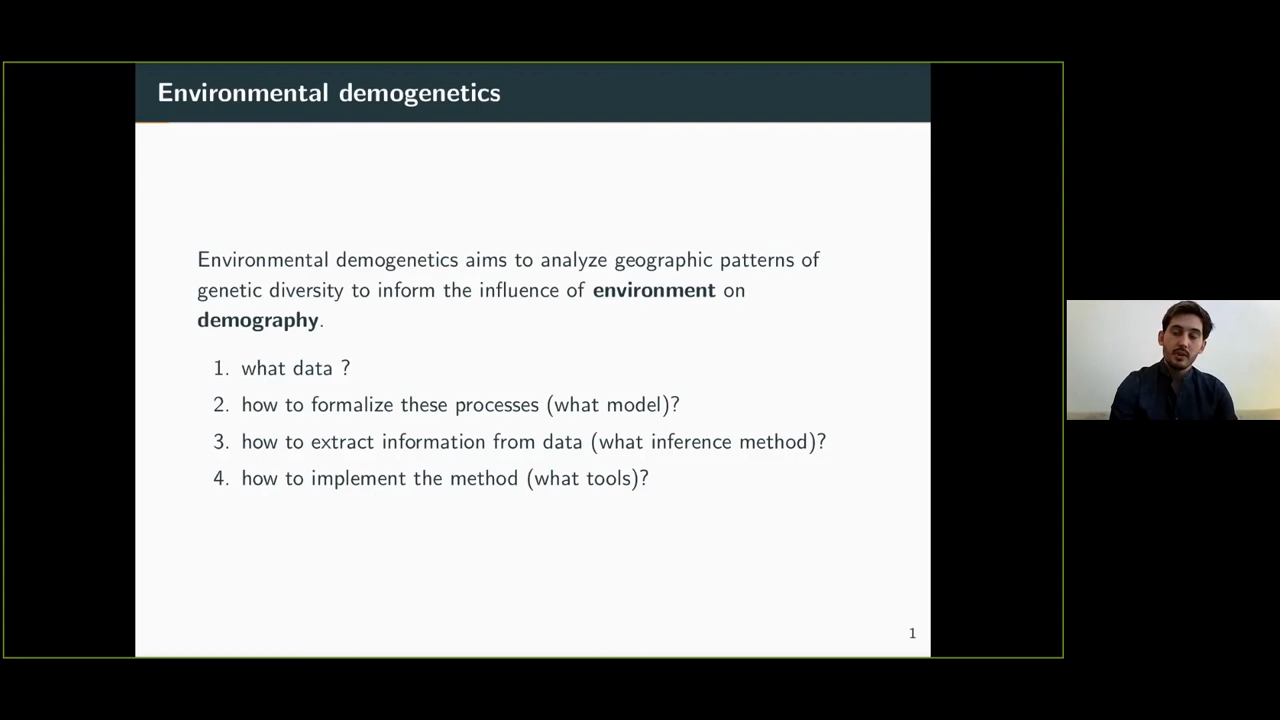 Environmental demogenetics
Environmental demogenetics aims to analyze geographic patterns of
genetic diversity to inform the influence of environment on
demography.
1. what data ?
2. how to formalize these processes (what model)?
3. how to extract information from data (what inference method)?
4. how to implement the method (what tools)?
1